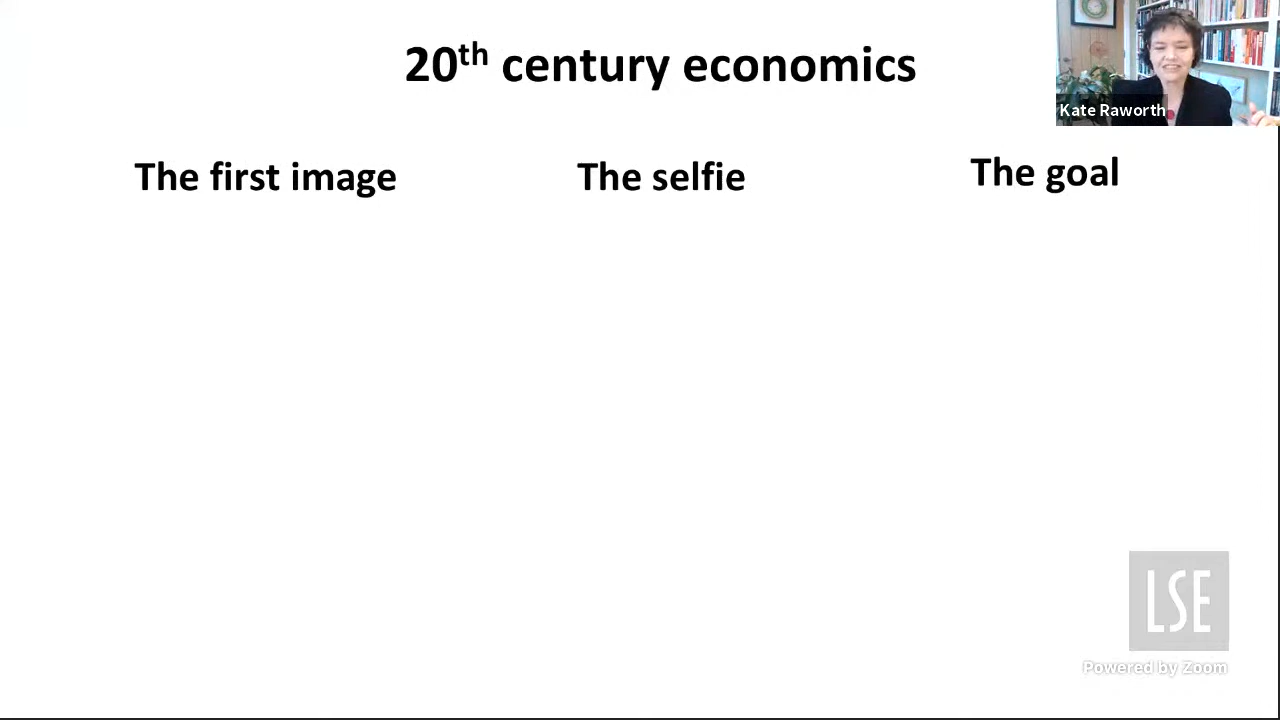 20th century economics
Kate Raworth
The first image
The selfie
The goal
LSE
Powered by Zoom